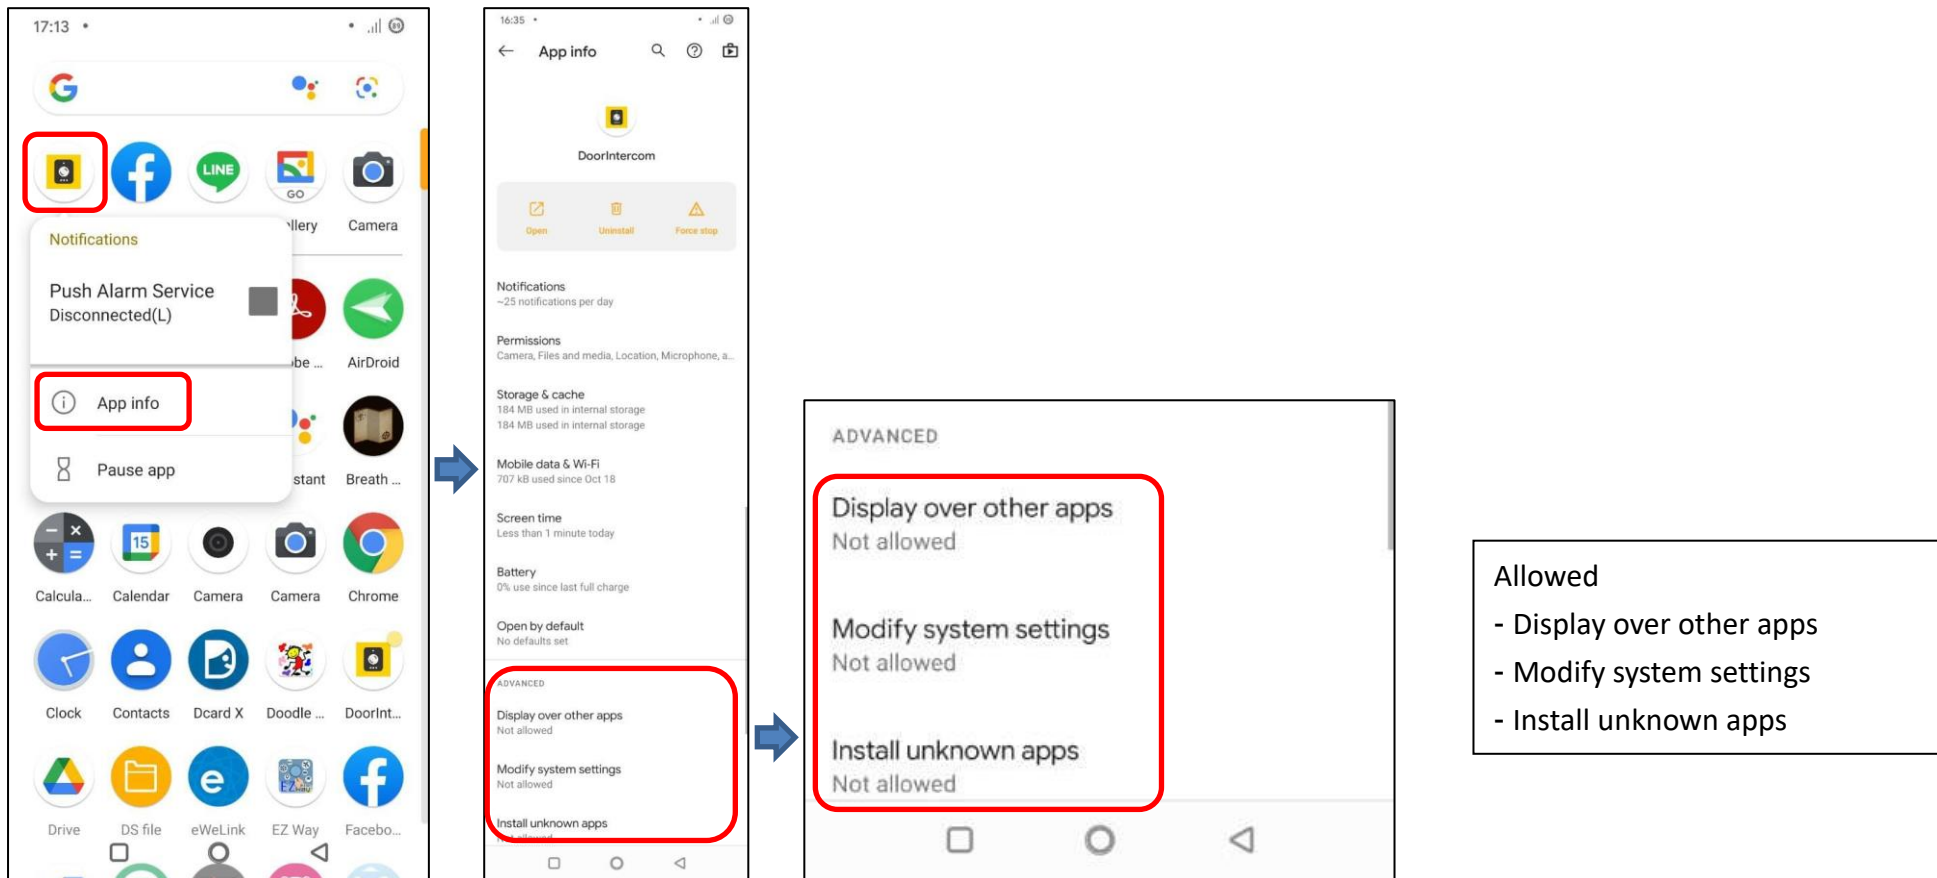 17:13
89
LINE
GO
Notifications
Gallery
Camera
Push Alarm Service
Disconnected(L)
AirDroid
App info
Pause app
Breath ...
15
Calcula...
Calendar
Camera
Camera
Chrome
Clock
Contacts
Dcard X
Doodle ...
DoorInt...
Drive
DS file
eWeLink
EZ Way
Facebo...
16:35
App info
DoorIntercom
Open
Uninstall
Force stop
Notifications
~25 notifications per day
Permissions
Camera, Files and media, Location, Microphone, a...
Storage & cache
184 MB used in internal storage
184 MB used in internal storage
Mobile data & Wi-Fi
707 kB used since Oct 18
Screen time
Less than 1 minute today
Battery
0% use since last full charge
Open by default
No defaults set
ADVANCED
Display over other apps
Not allowed
Modify system settings
Not allowed
Install unknown apps
Not allowed
ADVANCED
Display over other apps
Not allowed
Modify system settings
Not allowed
Install unknown apps
Not allowed
Allowed
- Display over other apps
- Modify system settings
- Install unknown apps